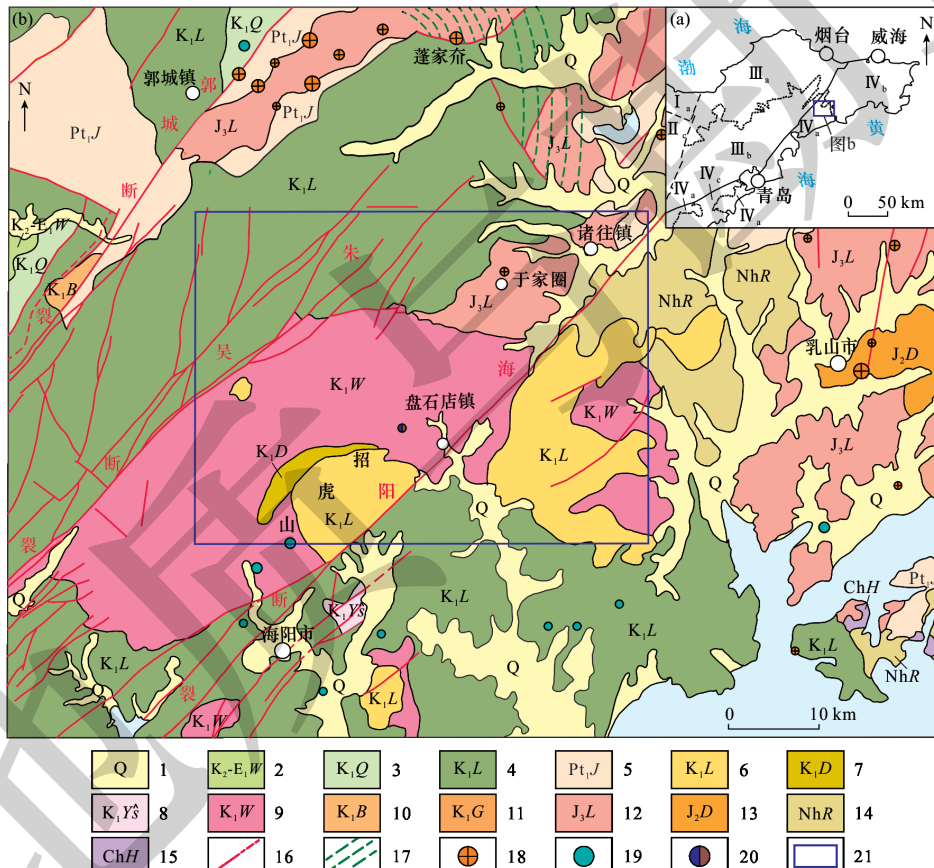 (b)
K₁L
K₁Q
Pt₁J
郭城镇
蓬家夼
Q
N
Pt₁J
J₃L
Pt₁J
K₁L
J₃L
Q
郭城断裂
K₂-E₁W
K₁Q
K₁B
(a)
海
烟台
威海
N
渤
Ⅲₐ
Ⅳ_b
Ⅰₐ
Ⅱ
Ⅳₐ
黄
图b
Ⅲ_b
Ⅳ_c
Ⅳₐ
海
青岛
Ⅳₐ
0 50 km
朱吴断裂
诸往镇
于家圈
J₃L
NhR
NhR
J₃L
乳山市
J₂D
海阳断裂
K₁W
盘石店镇
K₁W
K₁L
J₃L
K₁D
招虎山
K₁L
Q
Q
Q
Q
K₁Yŝ
K₁L
K₁L
海阳市
K₁L
Q
Q
Q
K₁L
K₁W
ChH
Pt₁J
K₁L
NhR
0 10 km
Q 1
K₂-E₁W 2
K₁Q 3
K₁L 4
Pt₁J 5
K₁L 6
K₁D 7
K₁Yŝ 8
K₁W 9
K₁B 10
K₁G 11
J₃L 12
J₂D 13
NhR 14
ChH 15
16
17
18
19
20
21